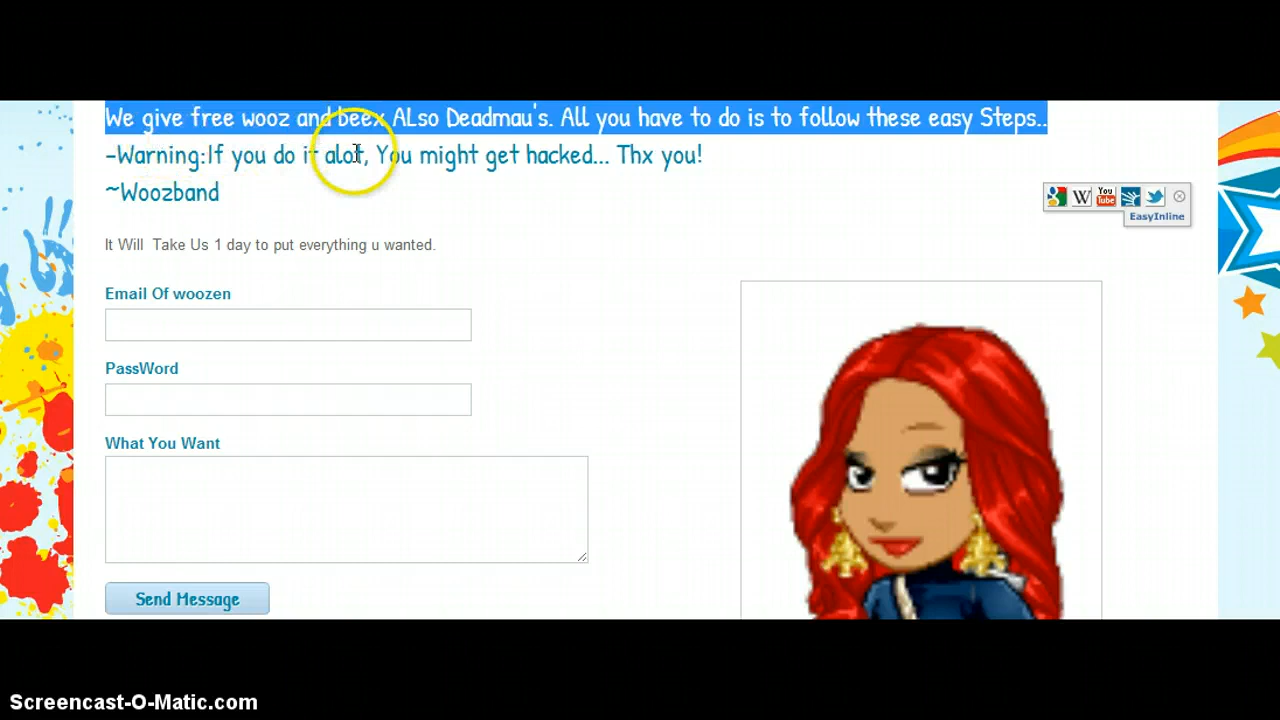 We give free wooz and beex ALso Deadmau's. All you have to do is to follow these easy Steps..
-Warning:If you do it alot, You might get hacked... Thx you!
~Woozband
W You Tube
EasyInline
It Will Take Us 1 day to put everything u wanted.
Email Of woozen
PassWord
What You Want
Send Message
Screencast-O-Matic.com